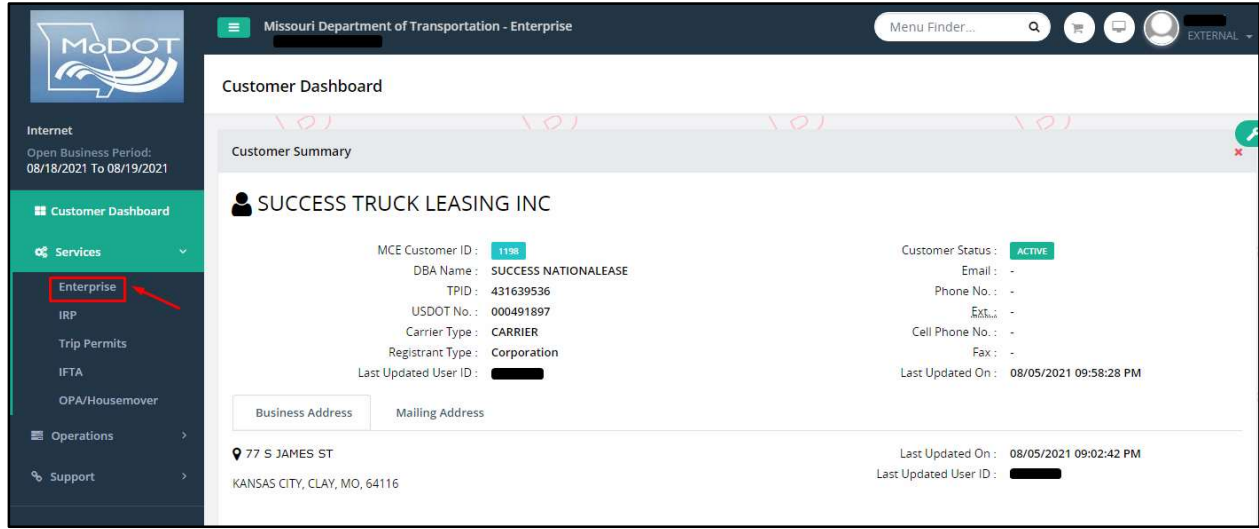 MoDOT
Missouri Department of Transportation - Enterprise
Menu Finder...
EXTERNAL
Internet
Open Business Period:
08/18/2021 To 08/19/2021
Customer Dashboard
Services
Enterprise
IRP
Trip Permits
IFTA
OPA/Housemover
Operations
Support
Customer Dashboard
Customer Summary
SUCCESS TRUCK LEASING INC
MCE Customer ID : 1198
DBA Name : SUCCESS NATIONALEASE
TPID : 431639536
USDOT No. : 000491897
Carrier Type : CARRIER
Registrant Type : Corporation
Last Updated User ID :
Customer Status : ACTIVE
Email : -
Phone No. : -
Ext. : -
Cell Phone No. : -
Fax : -
Last Updated On : 08/05/2021 09:58:28 PM
Business Address Mailing Address
77 S JAMES ST
KANSAS CITY, CLAY, MO, 64116
Last Updated On : 08/05/2021 09:02:42 PM
Last Updated User ID :